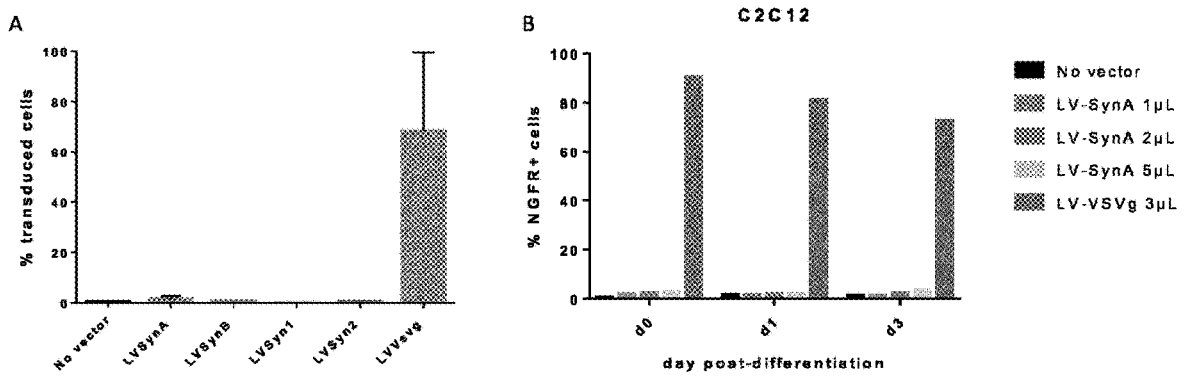 A
% transduced cells
100
80
60
40
20
0
No vector
LVSynA
LVSynB
LVSyn1
LVSyn2
LVVsvg
B
C2C12
% NGFR+ cells
100
80
60
40
20
0
d0
d1
d3
day post-differentiation
No vector
LV-SynA 1µL
LV-SynA 2µL
LV-SynA 5µL
LV-VSVg 3µL